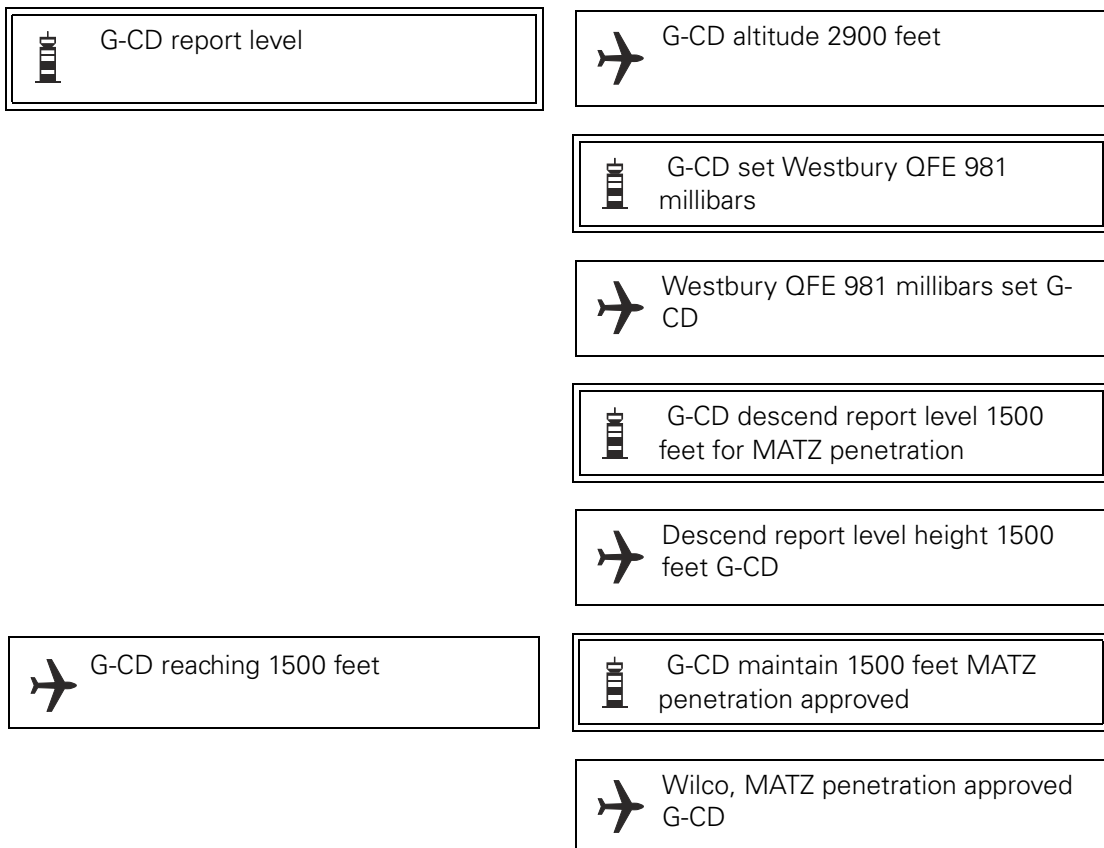 G-CD report level
G-CD altitude 2900 feet
G-CD set Westbury QFE 981
millibars
Westbury QFE 981 millibars set G-
CD
G-CD descend report level 1500
feet for MATZ penetration
Descend report level height 1500
feet G-CD
G-CD reaching 1500 feet
G-CD maintain 1500 feet MATZ
penetration approved
Wilco, MATZ penetration approved
G-CD